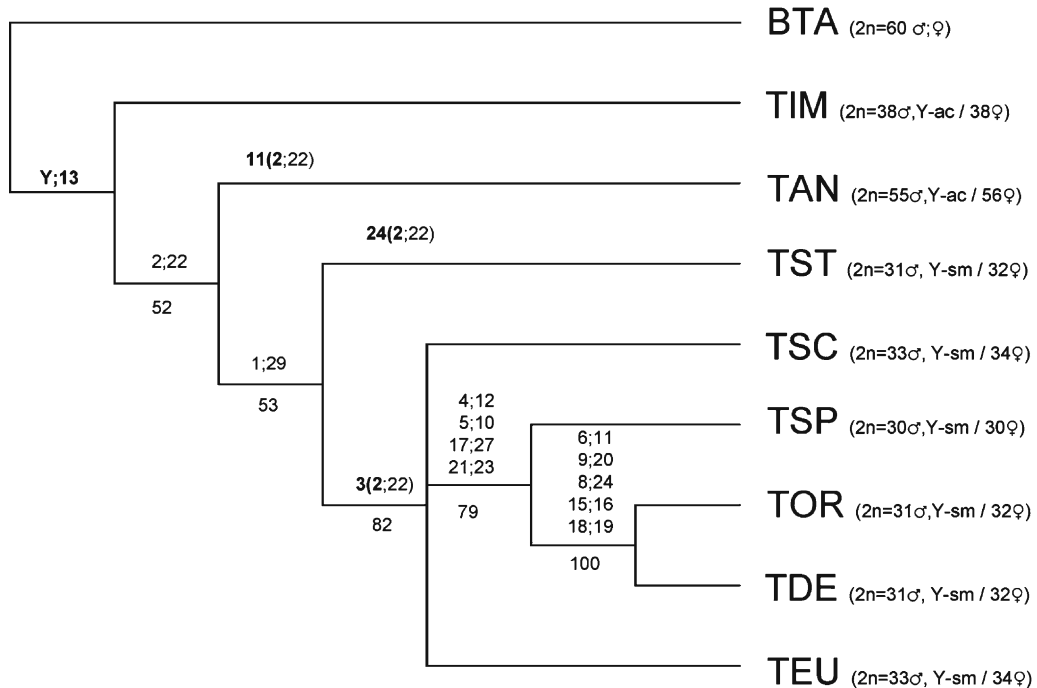 BTA (2n=60 ♂;♀)
TIM (2n=38♂,Y-ac / 38♀)
Y;13
11(2;22)
TAN (2n=55♂,Y-ac / 56♀)
24(2;22)
2;22
52
TST (2n=31♂, Y-sm / 32♀)
1;29
53
TSC (2n=33♂, Y-sm / 34♀)
4;12
5;10
17;27
21;23
TSP (2n=30♂,Y-sm / 30♀)
6;11
9;20
8;24
15;16
18;19
3(2;22)
82
79
100
TOR (2n=31♂,Y-sm / 32♀)
TDE (2n=31♂, Y-sm / 32♀)
TEU (2n=33♂, Y-sm / 34♀)